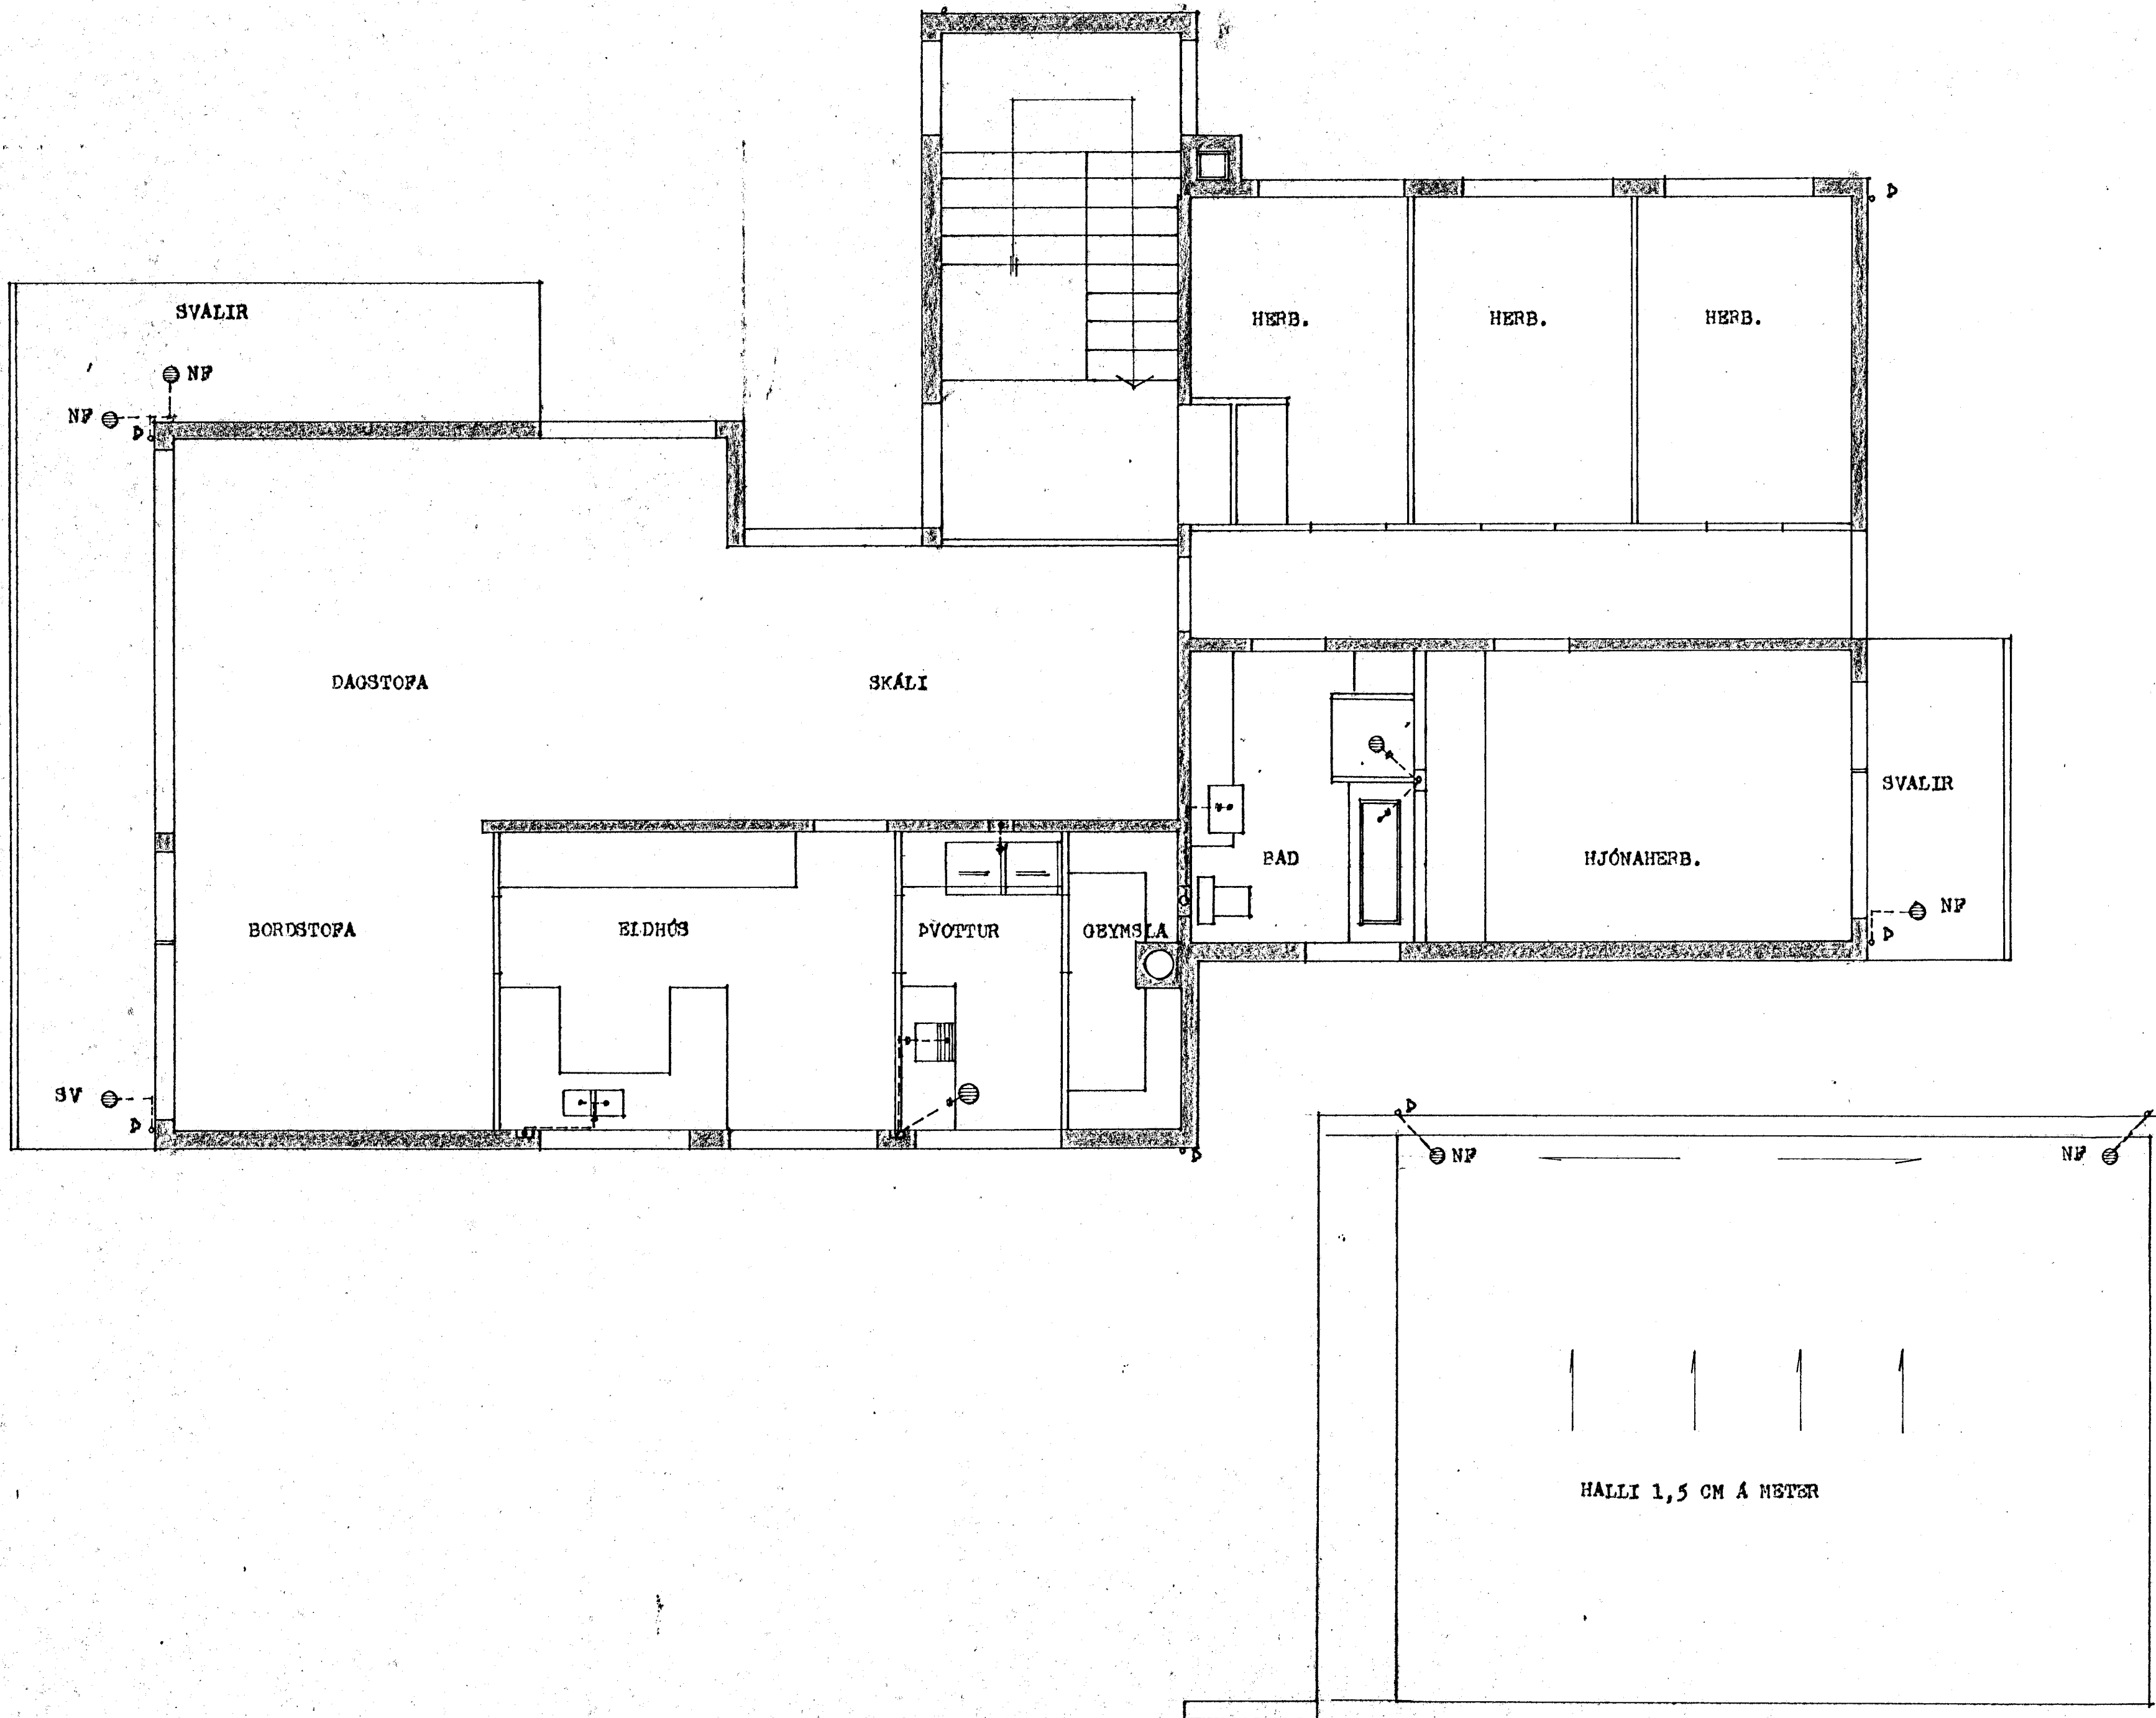 SVALIR
NF
NF
Þ
HERB.
HERB.
HERB.
Þ
DAGSTOFA
SKÁLI
BORDSTOFA
ELDHÚS
ÞVOTTUR
GEYMSLA
BAD
HJÓNAHERB.
SVALIR
NF
Þ
SV
Þ
Þ
Þ
NF
NF
HALLI 1,5 CM Á METER